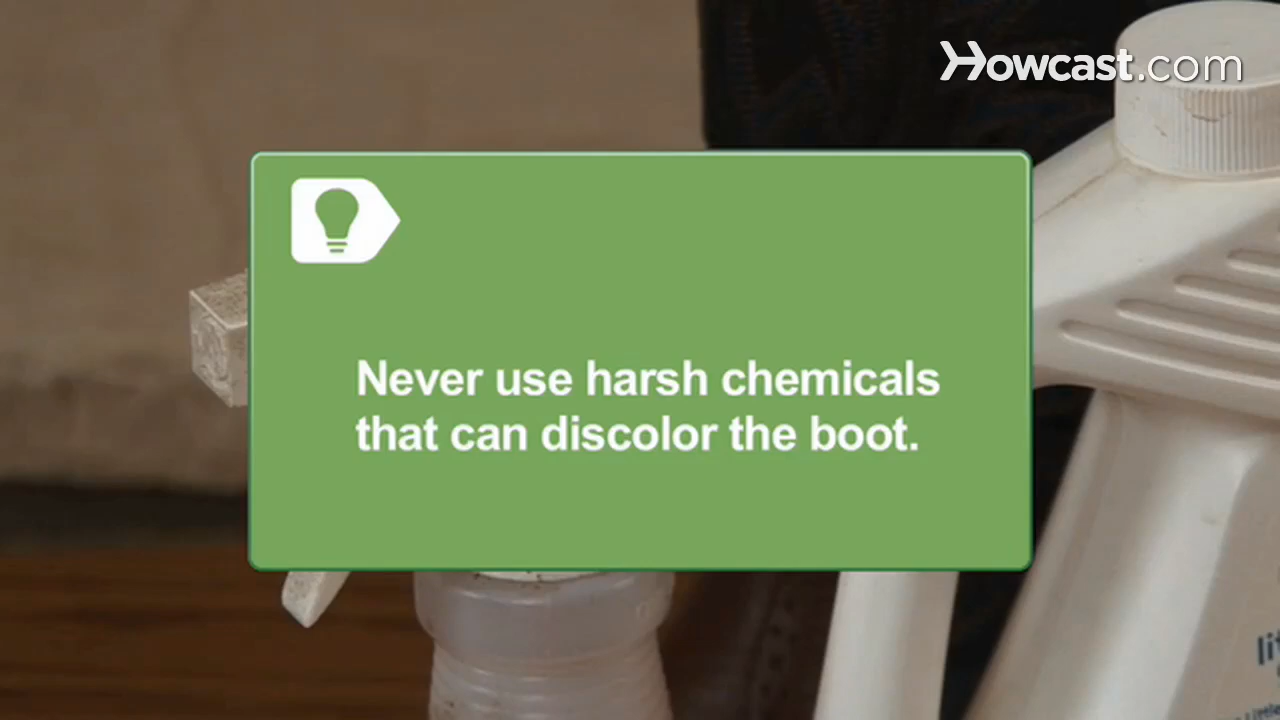 Howcast.com
Never use harsh chemicals
that can discolor the boot.